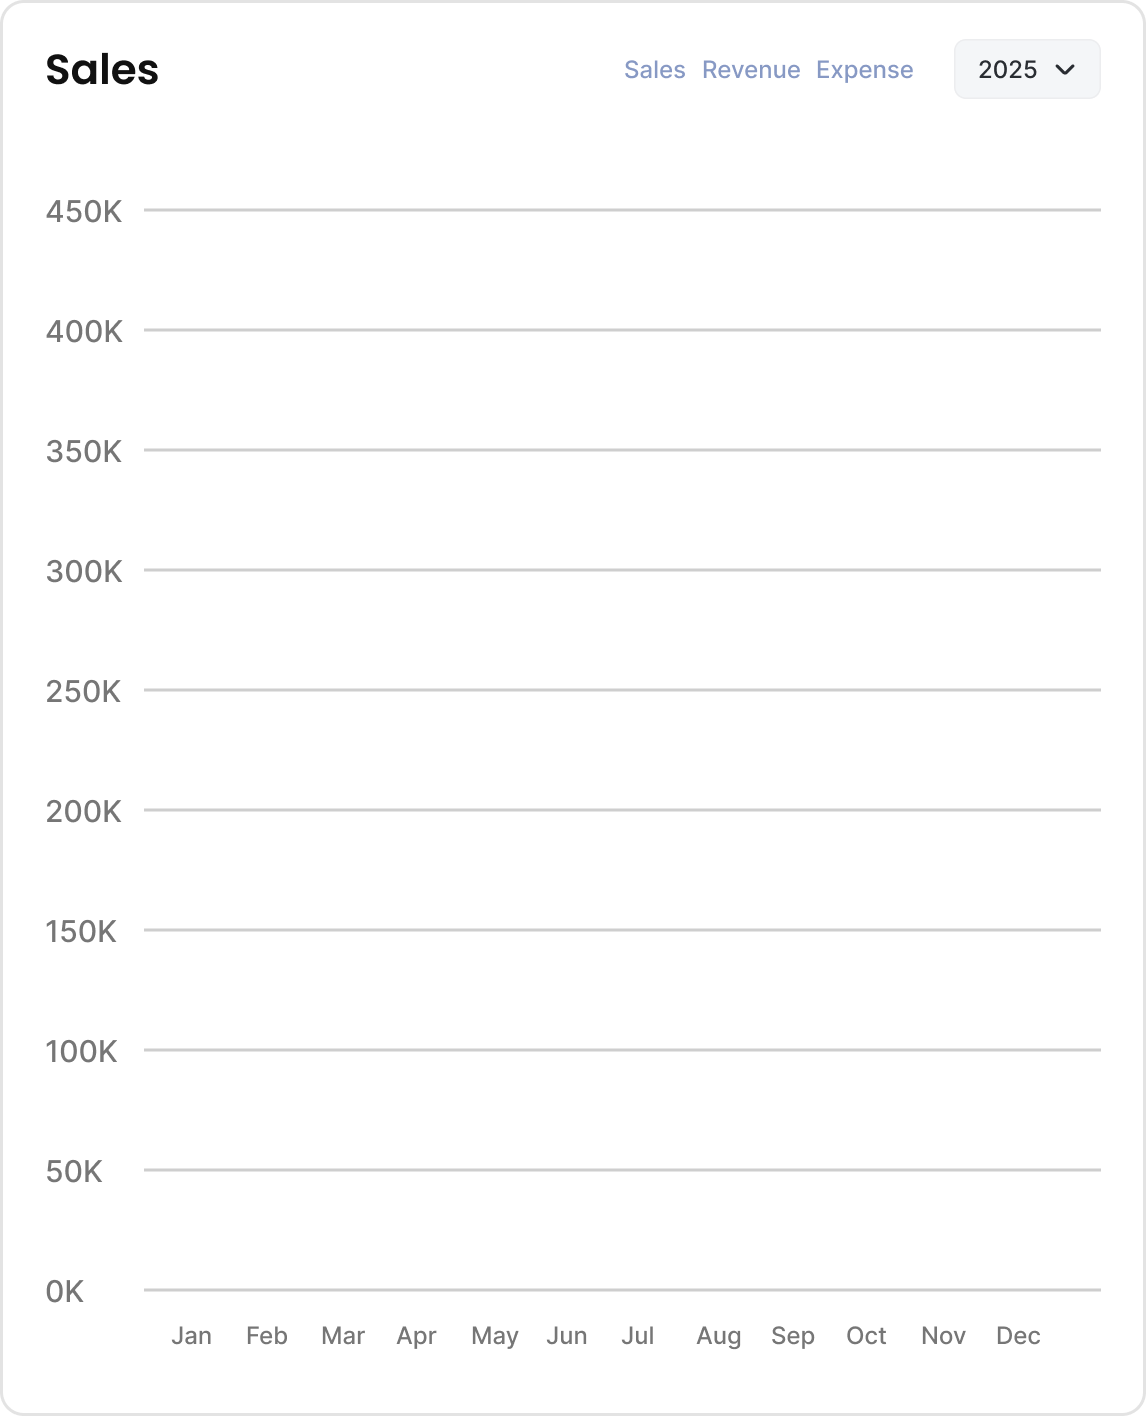 Sales
Sales Revenue Expense
2025
450K
400K
350K
300K
250K
200K
150K
100K
50K
0K
Jan Feb Mar Apr May Jun Jul Aug Sep Oct Nov Dec